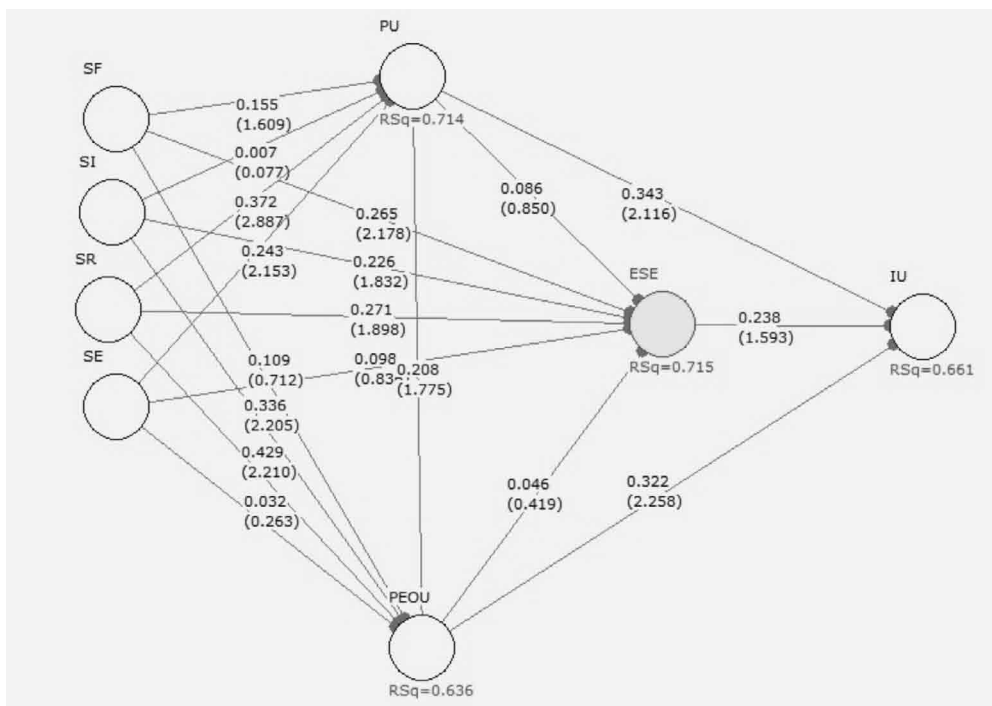 PU
SF
0.155
(1.609)
RSq=0.714
SI
0.007
(0.077)
0.372
(2.887)
0.086
(0.850)
0.343
(2.116)
0.265
(2.178)
SR
0.243
(2.153)
0.226
(1.832)
ESE
IU
0.271
(1.898)
0.238
(1.593)
SE
0.109
(0.712)
0.098
0.208
(1.775)
RSq=0.715
RSq=0.661
0.336
(2.205)
0.429
(2.210)
0.032
(0.263)
0.046
(0.419)
0.322
(2.258)
PEOU
RSq=0.636